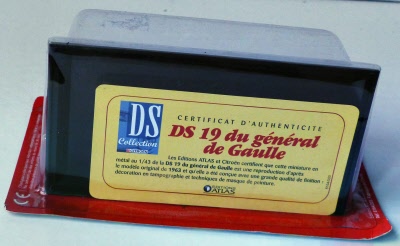 DS
Collection
CERTIFICAT D'AUTHENTICITE
DS 19 du général
de Gaulle
Les Editions ATLAS et Citroën certifient que cette miniature en
métal au 1/43 de la DS 19 du général de Gaulle est une reproduction d'après
le modèle original de 1963 et qu'elle a été conçue avec une grande qualité de finition :
décoration en tampographie et techniques de masque de peinture.
ATLAS